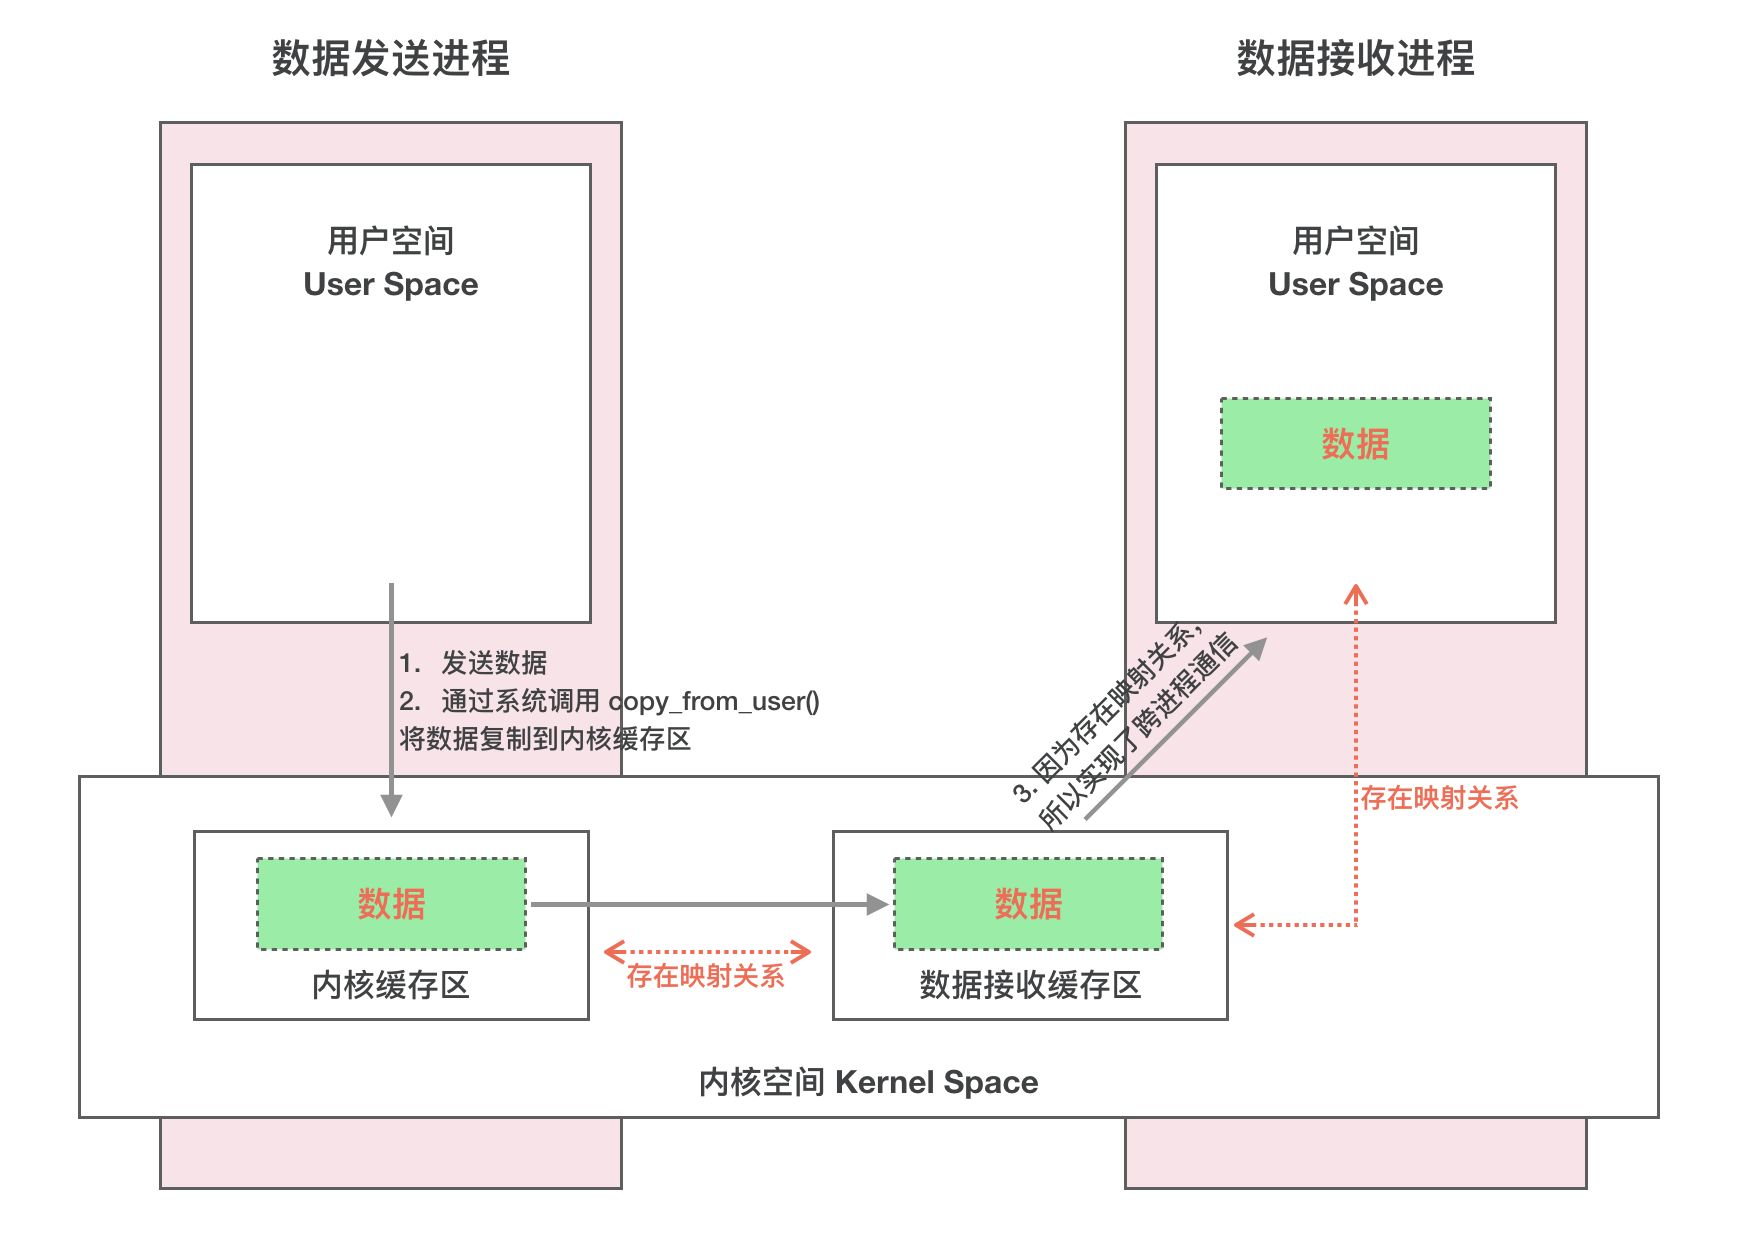 数据发送进程
数据接收进程
用户空间
User Space
用户空间
User Space
数据
1. 发送数据
2. 通过系统调用 copy_from_user()
将数据复制到内核缓存区
3. 因为存在映射关系，
所以实现了跨进程通信
存在映射关系
数据
数据
存在映射关系
内核缓存区
数据接收缓存区
内核空间 Kernel Space